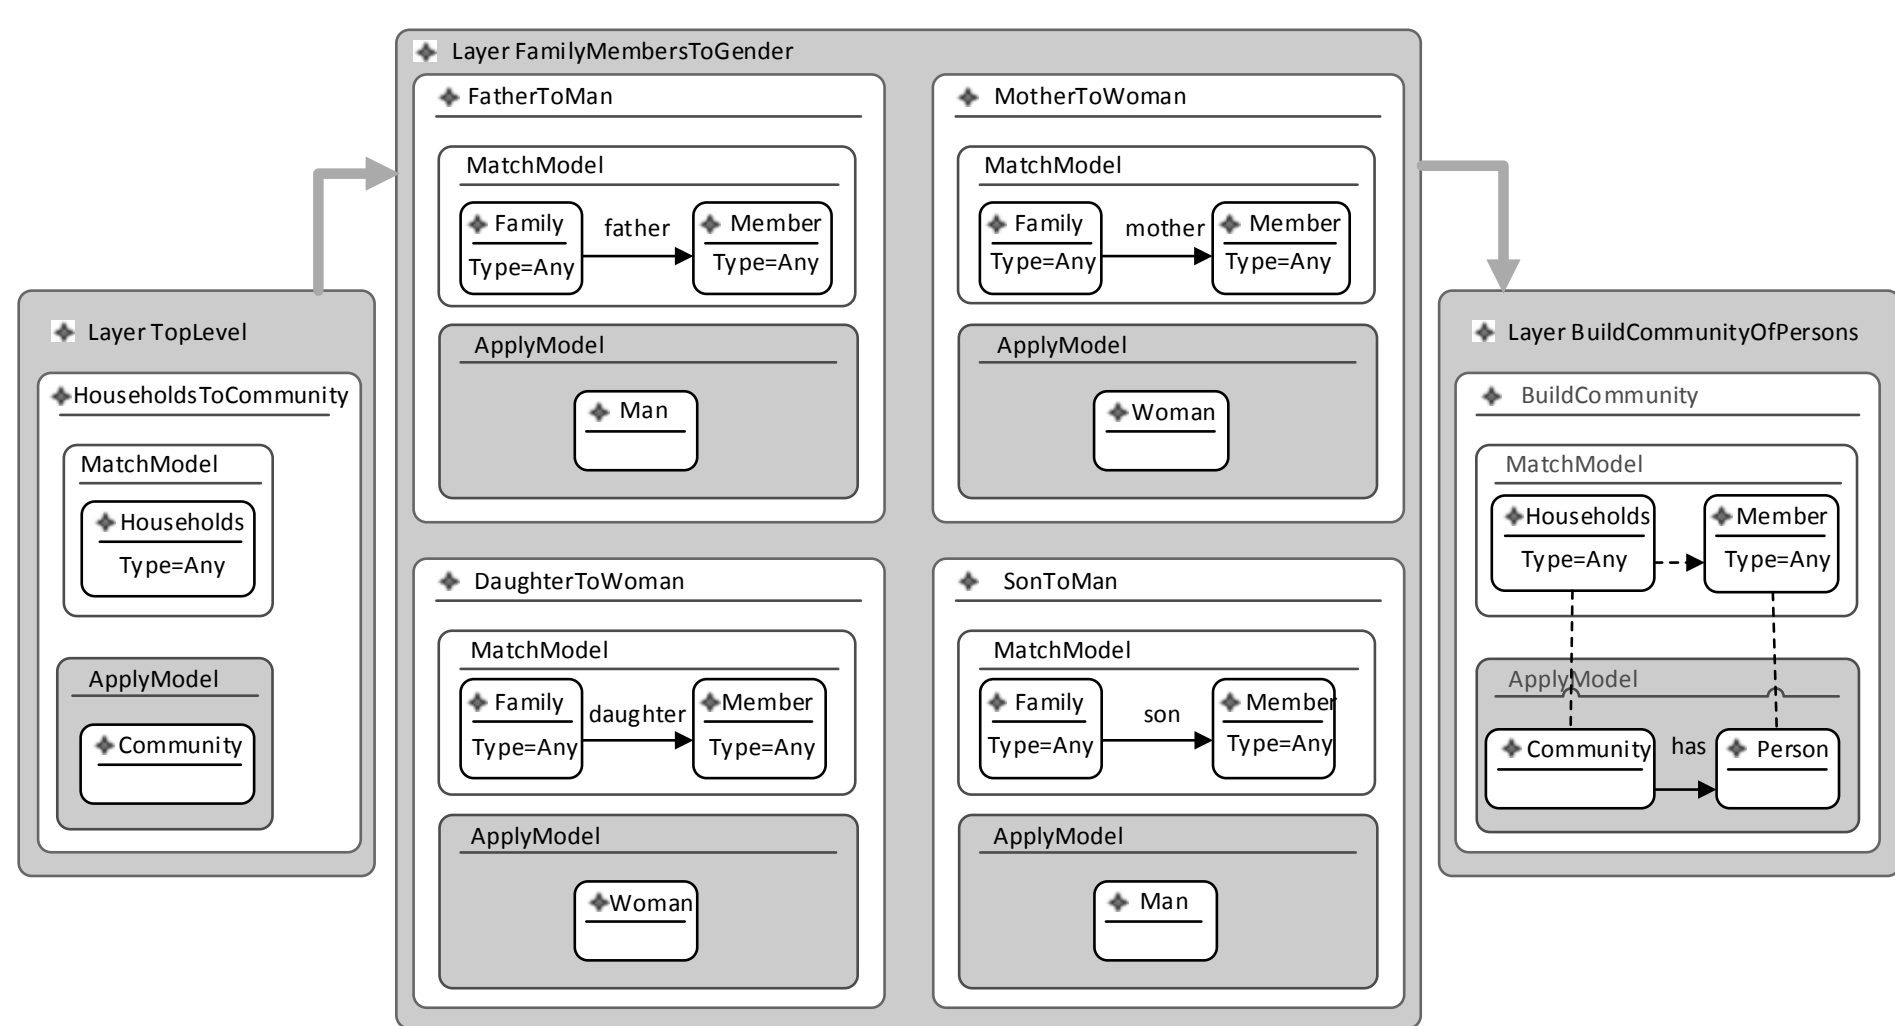 Layer TopLevel
HouseholdsToCommunity
MatchModel
Households
Type=Any
ApplyModel
Community
Layer FamilyMembersToGender
FatherToMan
MatchModel
Family
father
Member
Type=Any
Type=Any
ApplyModel
Man
MotherToWoman
MatchModel
Family
mother
Member
Type=Any
Type=Any
ApplyModel
Woman
DaughterToWoman
MatchModel
Family
daughter
Member
Type=Any
Type=Any
ApplyModel
Woman
SonToMan
MatchModel
Family
son
Member
Type=Any
Type=Any
ApplyModel
Man
Layer BuildCommunityOfPersons
BuildCommunity
MatchModel
Households
Member
Type=Any
Type=Any
ApplyModel
Community
has
Person